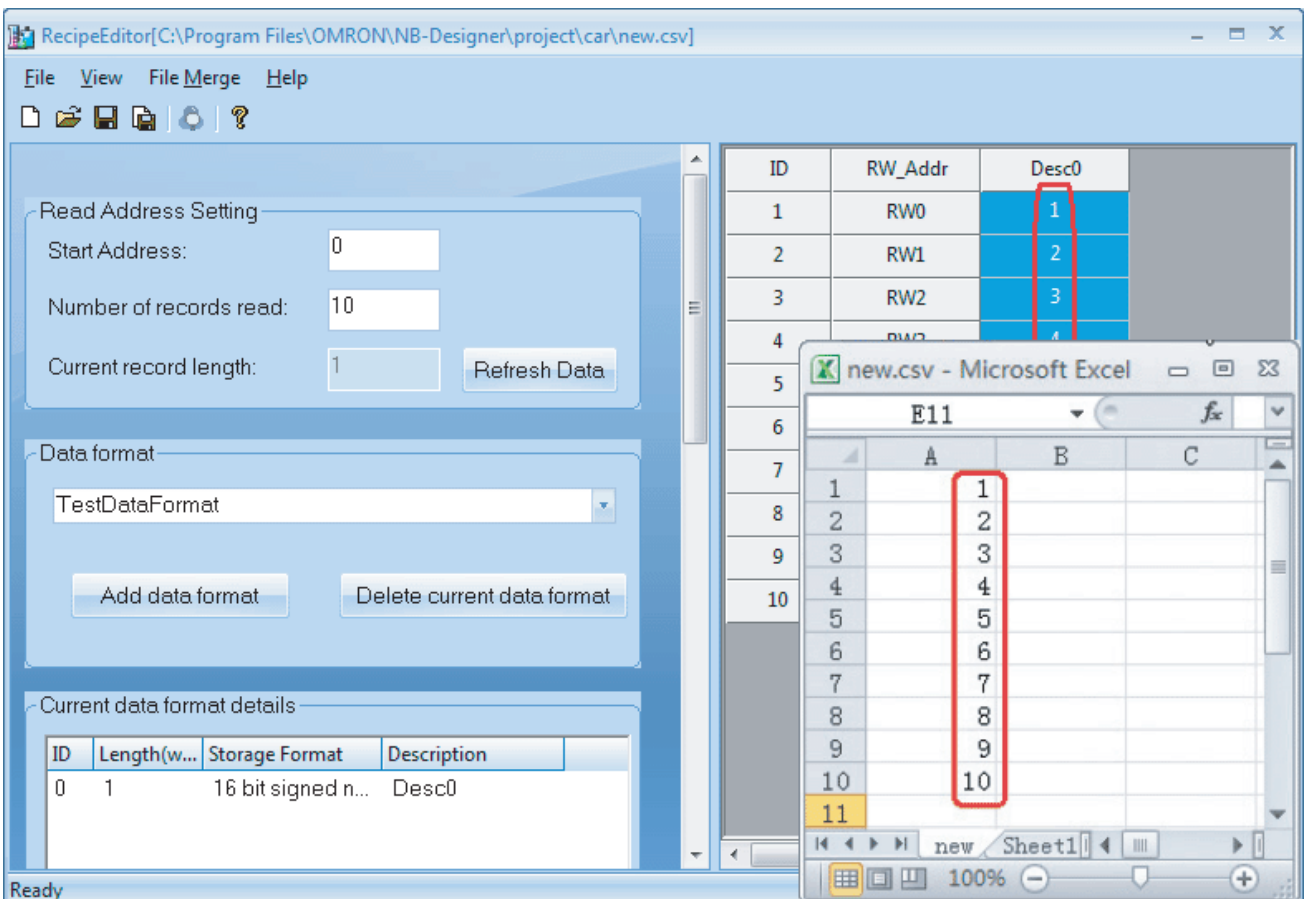 RecipeEditor[C:\Program Files\OMRON\NB-Designer\project\car\new.csv]
File View File Merge Help
Read Address Setting
Start Address: 0
Number of records read: 10
Current record length: 1 Refresh Data
Data format
TestDataFormat
Add data format Delete current data format
Current data format details
ID Length(w... Storage Format Description
0 1 16 bit signed n... Desc0
Ready
ID RW_Addr Desc0
1 RW0 1
2 RW1 2
3 RW2 3
4 RW3 4
5
6
7
8
9
10
new.csv - Microsoft Excel
E11 fx
A B C
1 1
2 2
3 3
4 4
5 5
6 6
7 7
8 8
9 9
10 10
11
new Sheet1
100%